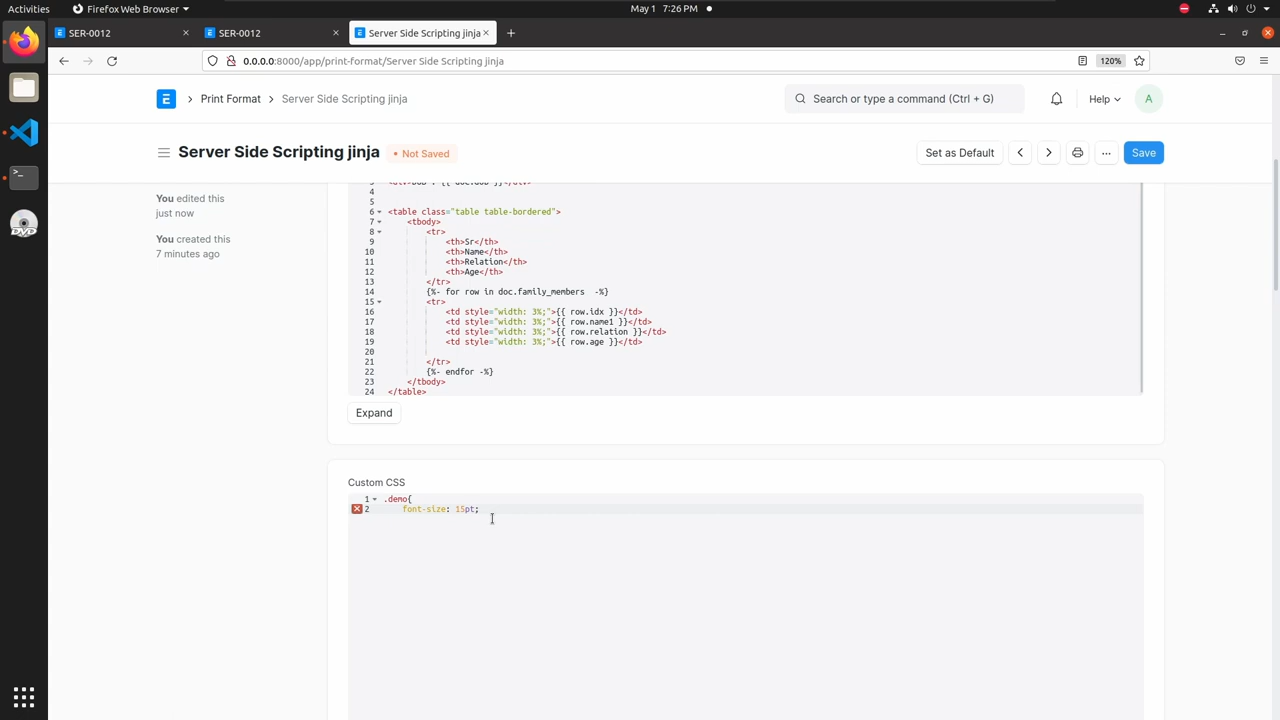 Activities
Firefox Web Browser
May 1 7:26 PM
SER-0012
SER-0012
Server Side Scripting jinja
0.0.0.0:8000/app/print-format/Server Side Scripting jinja
120%
E
Print Format
Server Side Scripting jinja
Search or type a command (Ctrl + G)
Help
A
Server Side Scripting jinja
Not Saved
Set as Default
Save
You edited this
just now
You created this
7 minutes ago
4
5
6 <table class="table table-bordered">
7 <tbody>
8 <tr>
9 <th>Sr</th>
10 <th>Name</th>
11 <th>Relation</th>
12 <th>Age</th>
13 </tr>
14 {%- for row in doc.family_members  -%}
15 <tr>
16 <td style="width: 3%;">{{ row.idx }}</td>
17 <td style="width: 3%;">{{ row.name1 }}</td>
18 <td style="width: 3%;">{{ row.relation }}</td>
19 <td style="width: 3%;">{{ row.age }}</td>
20
21 </tr>
22 {%- endfor -%}
23 </tbody>
24 </table>
Expand
Custom CSS
1 .demo{
2 font-size: 15pt;
DVD